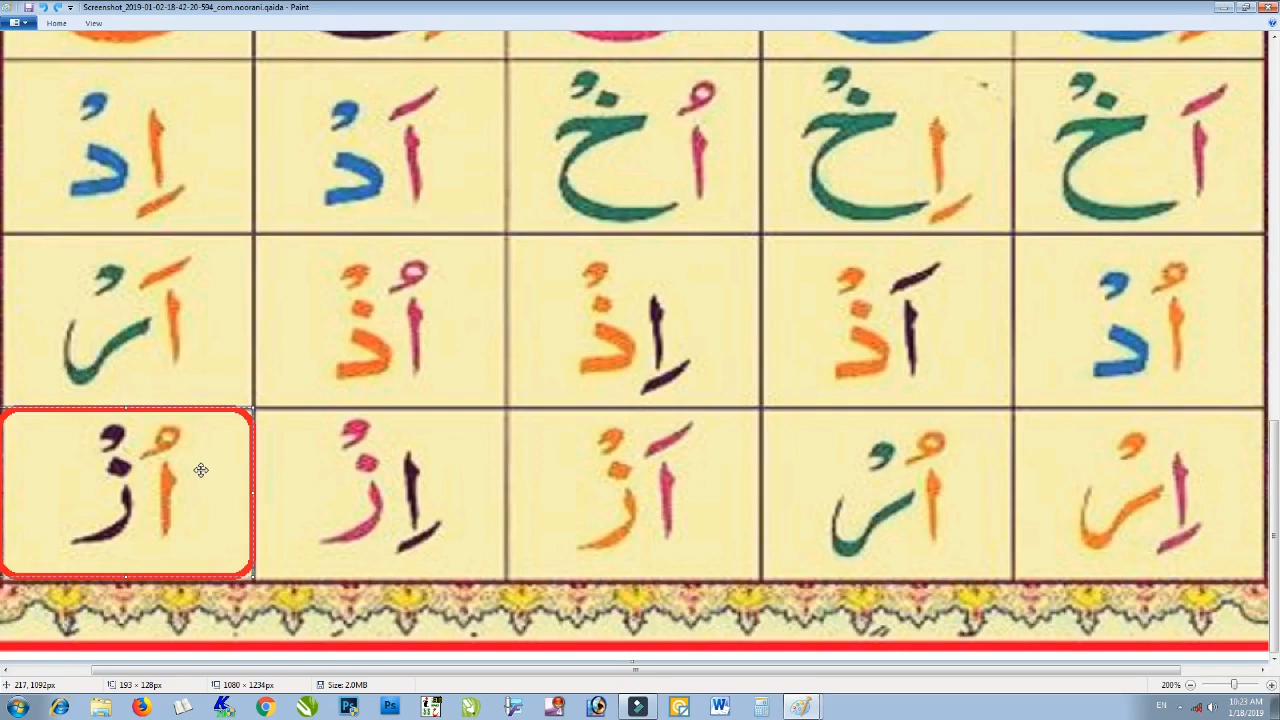 Screenshot_2019-01-02-18-42-20-594_com.noorani.qaida - Paint
Home View
اَخْ اِخْ اُخْ اَدْ اِدْ
اُدْ اَذْ اِذْ اُذْ اَرْ
اِرْ اُرْ اَزْ اِزْ اُزْ
217, 1092px 193 × 128px 1080 × 1234px Size: 2.0MB 200%
EN 10:23 AM
1/18/2019